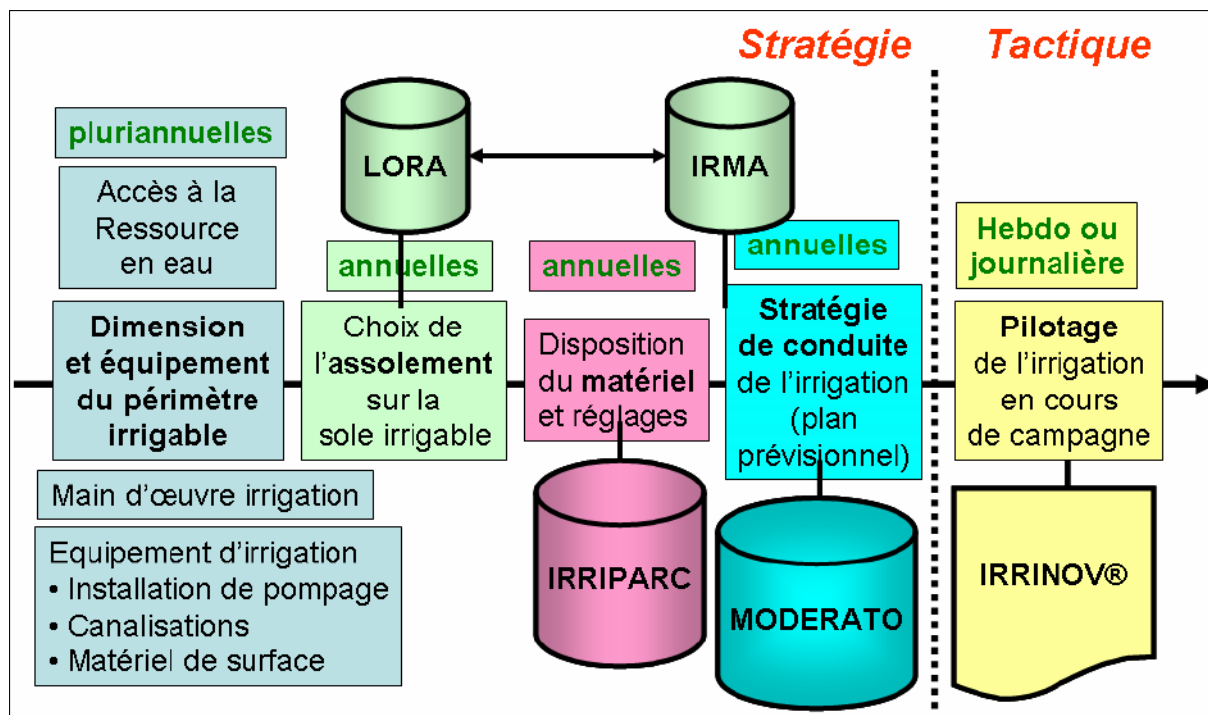 Stratégie
Tactique
pluriannuelles
Accès à la
Ressource
en eau
Dimension
et équipement
du périmètre
irrigable
Main d'œuvre irrigation
Equipement d'irrigation
• Installation de pompage
• Canalisations
• Matériel de surface
LORA
annuelles
Choix de
l'assolement
sur la
sole irrigable
annuelles
Disposition
du matériel
et réglages
IRRIPARC
IRMA
annuelles
Stratégie
de conduite
de l'irrigation
(plan
prévisionnel)
MODERATO
Hebdo ou
journalière
Pilotage
de l'irrigation
en cours
de campagne
IRRINOV®